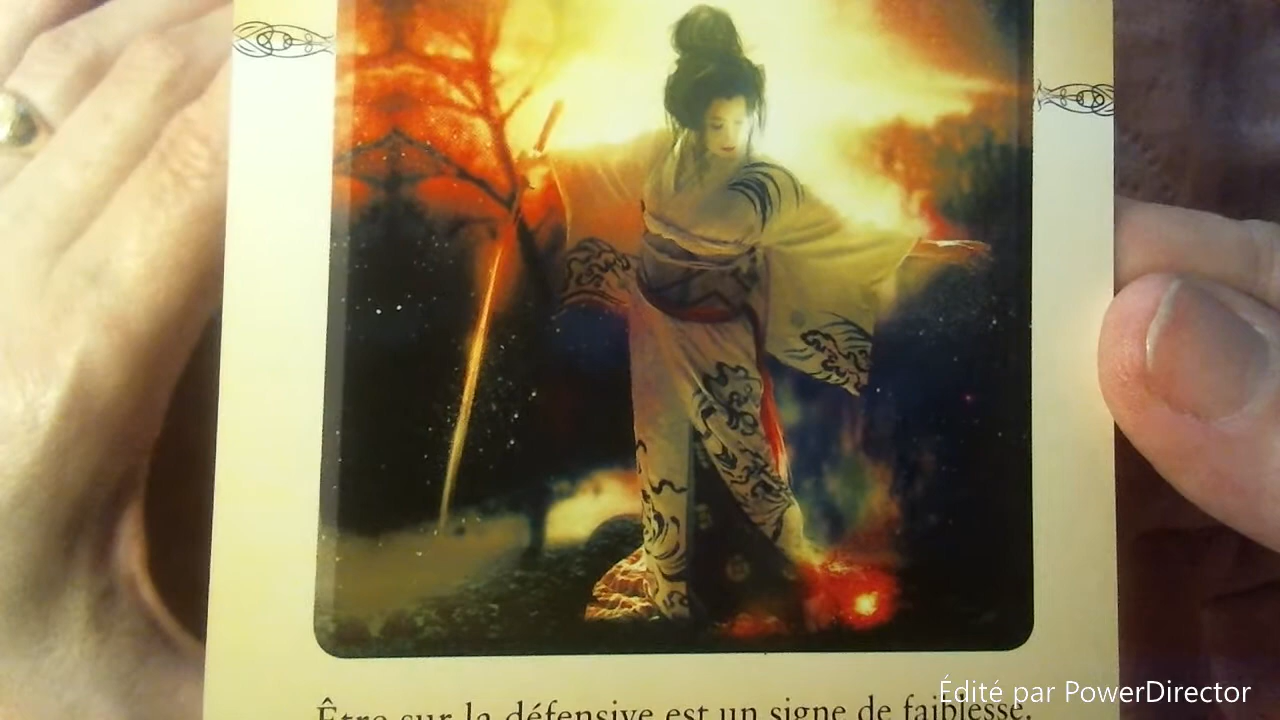 Être sur la défensive est un signe de faiblesse.
Édité par PowerDirector